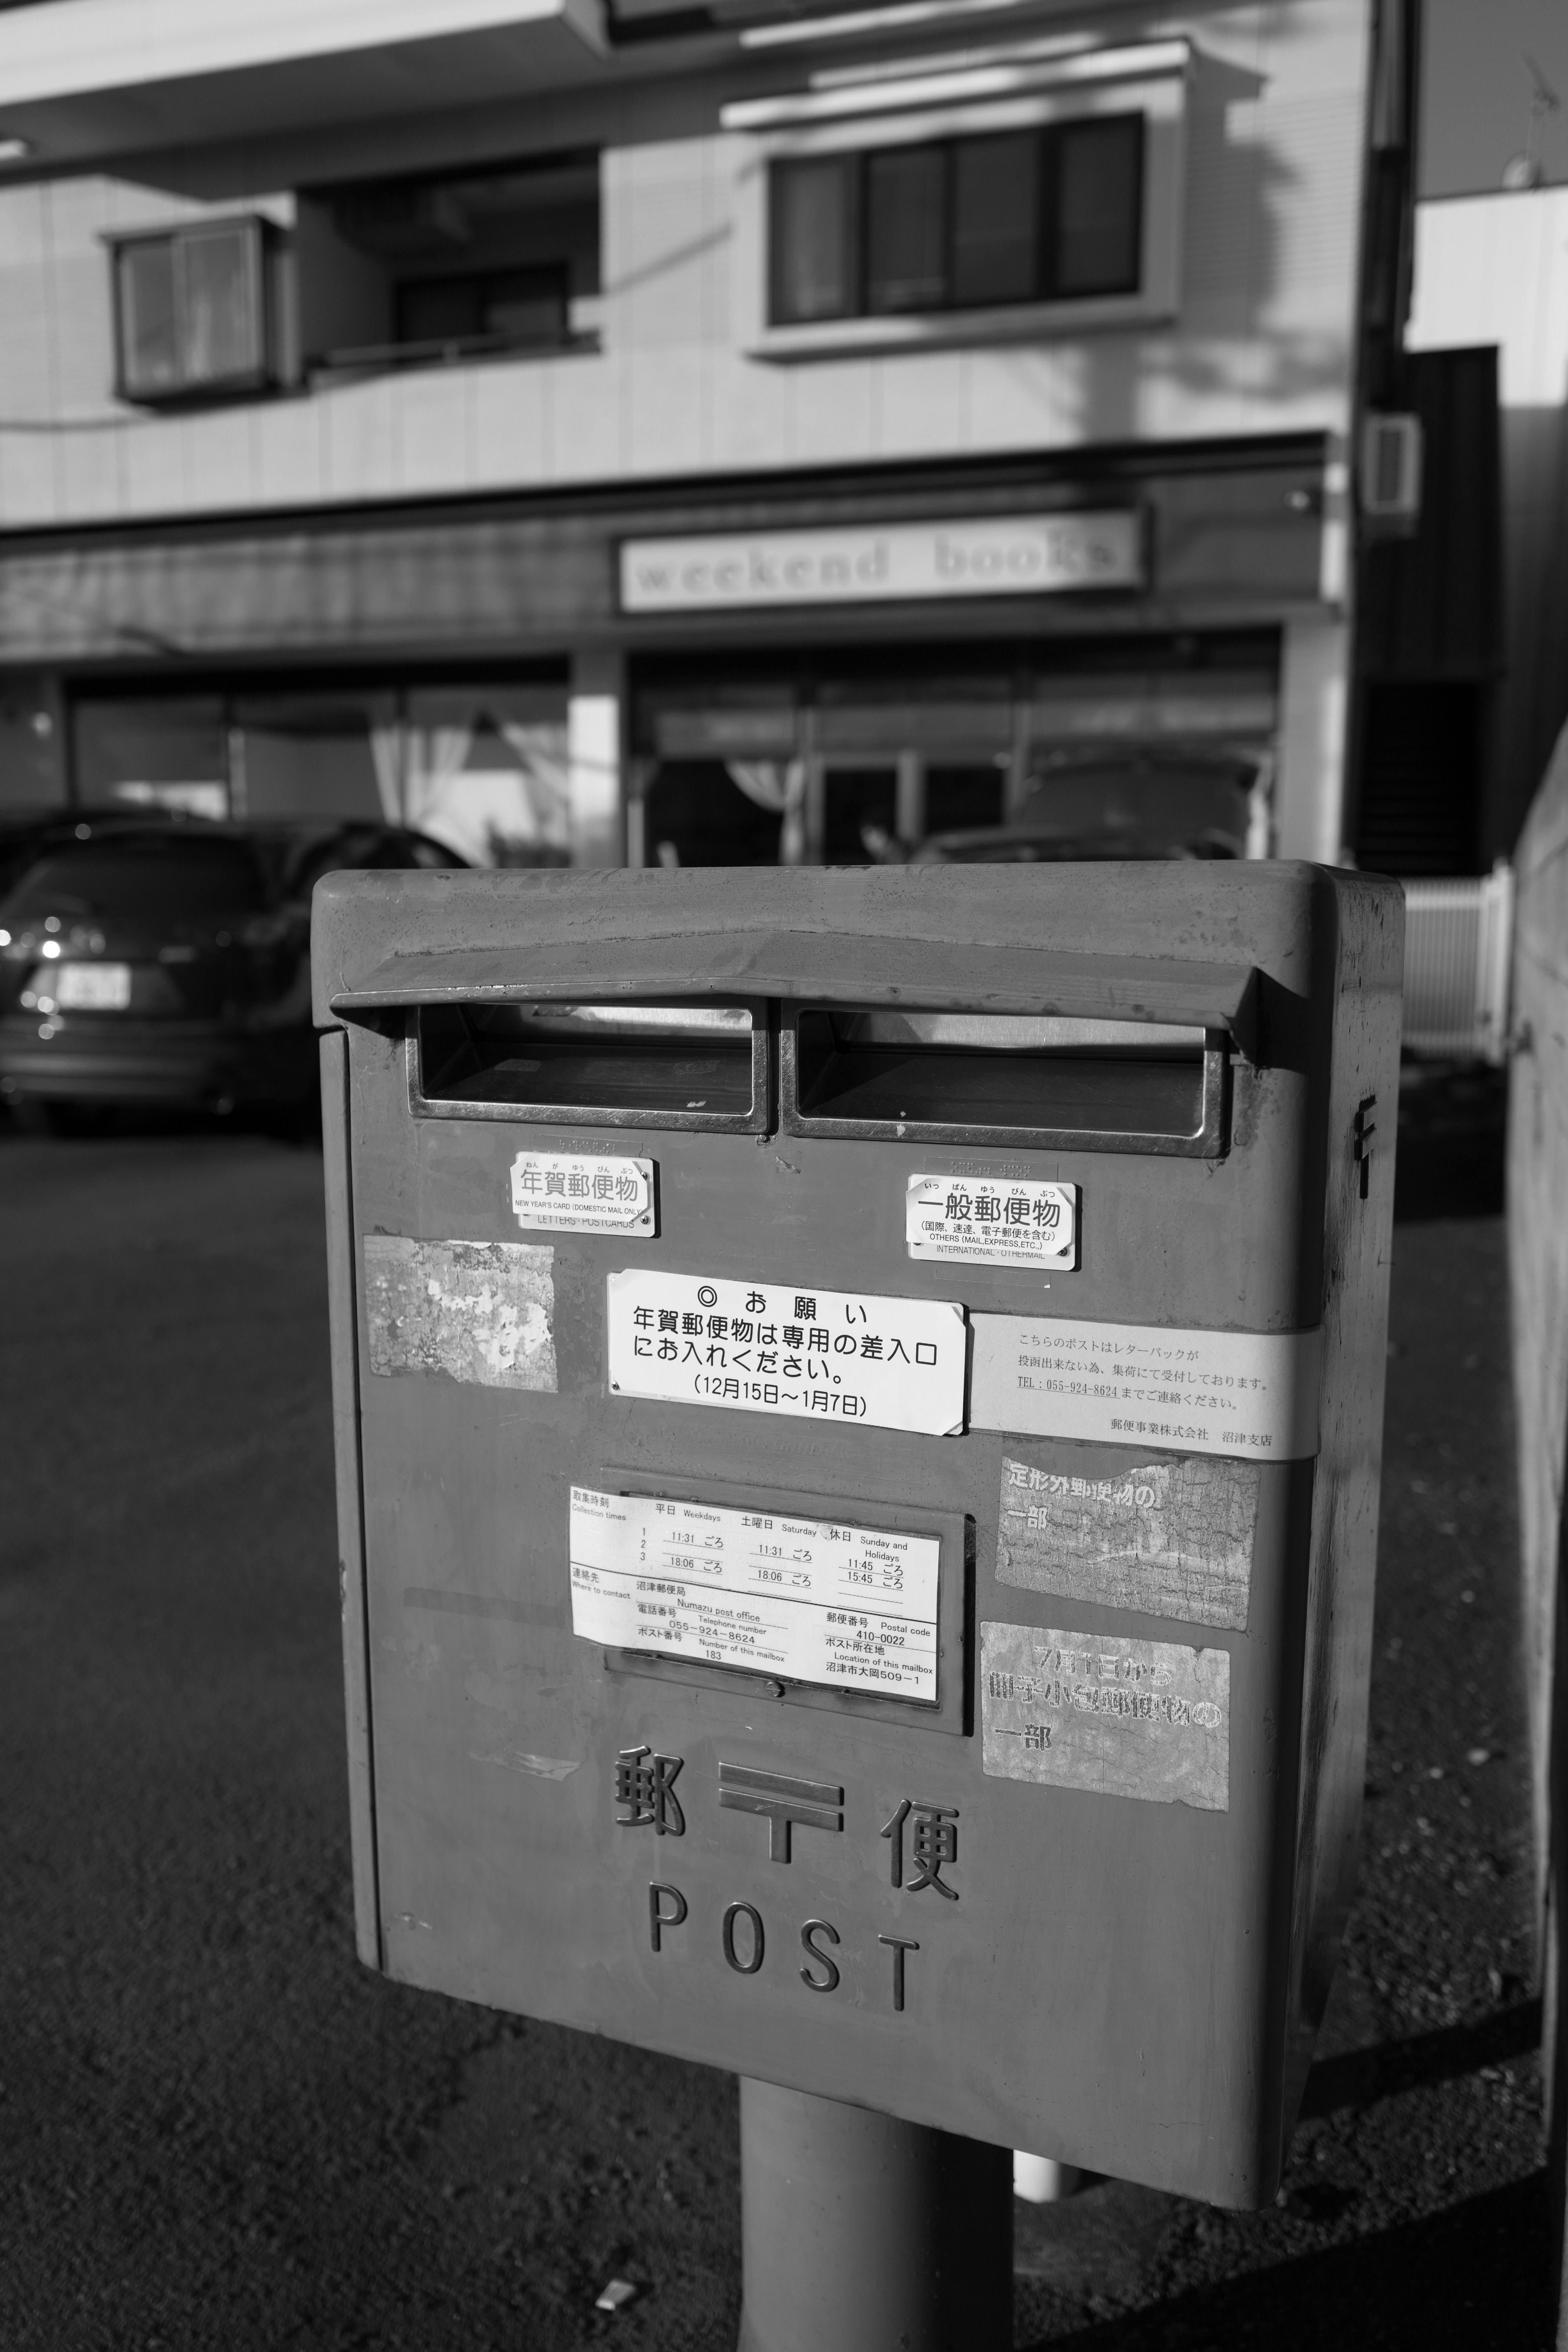 weekend books
ねんがゆうびんぶつ
年賀郵便物
NEW YEAR'S CARD (DOMESTIC MAIL ONLY)
LETTERS・POSTCARDS
いっぱんゆうびんぶつ
一般郵便物
(国際、速達、電子郵便を含む)
OTHERS (MAIL,EXPRESS,ETC.,)
INTERNATIONAL・OTHERMAIL
◎お願い
年賀郵便物は専用の差入口
にお入れください。
(12月15日〜1月7日)
こちらのポストはレターパックが
投函出来ない為、集荷にて受付しております。
TEL:055-924-8624までご連絡ください。
郵便事業株式会社 沼津支店
定形外郵便物の
一部
取集時刻 平日 Weekdays 土曜日 Saturday 休日 Sunday and
Collection times Holidays
1 11:31 ごろ 11:31 ごろ 11:45 ごろ
2 18:06 ごろ 18:06 ごろ 15:45 ごろ
3
連絡先 沼津郵便局
Where to contact Numazu post office
電話番号 Telephone number
055-924-8624
ポスト番号 Number of this mailbox
183
郵便番号 Postal code
410-0022
ポスト所在地
Location of this mailbox
沼津市大岡509-1
7月1日から
冊子小包郵便物の
一部
郵〒便
POST